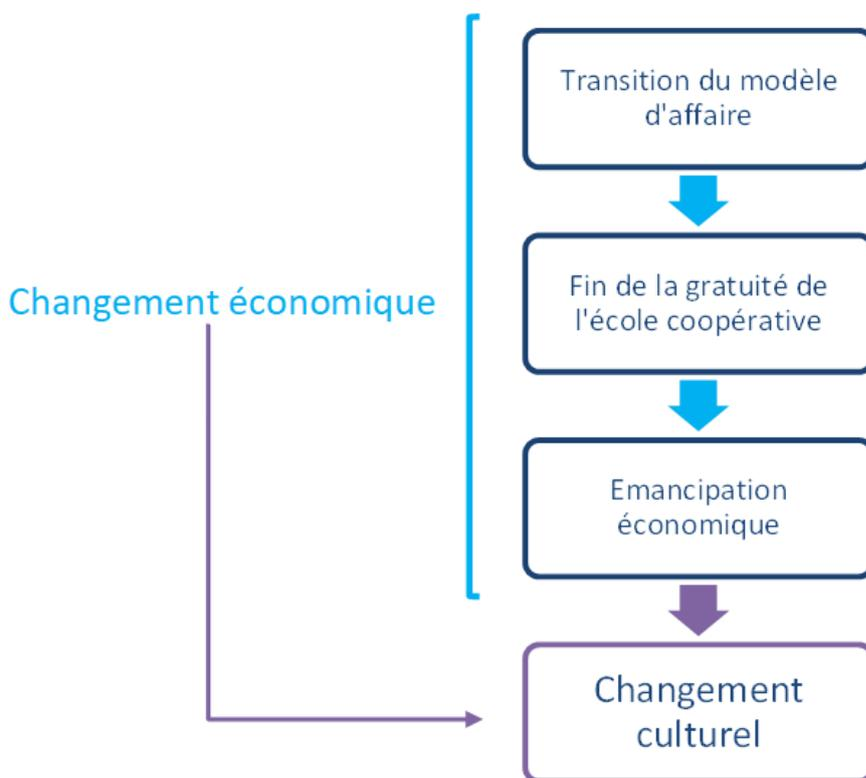 Transition du modèle
d'affaire
Fin de la gratuité de
l'école coopérative
Changement économique
Emancipation
économique
Changement
culturel